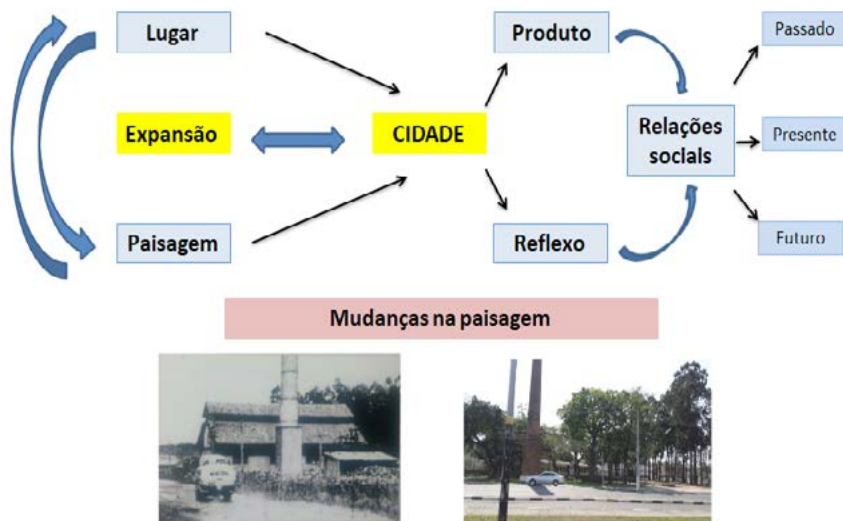 Lugar
Produto
Passado
Expansão
CIDADE
Relações
sociais
Presente
Paisagem
Reflexo
Futuro
Mudanças na paisagem